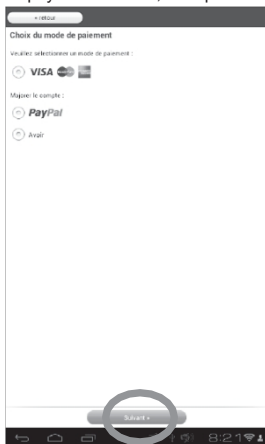 « retour
Choix du mode de paiement
Veuillez sélectionner un mode de paiement :
VISA
Majorer le compte :
PayPal
Avoir
Suivant »
8:21